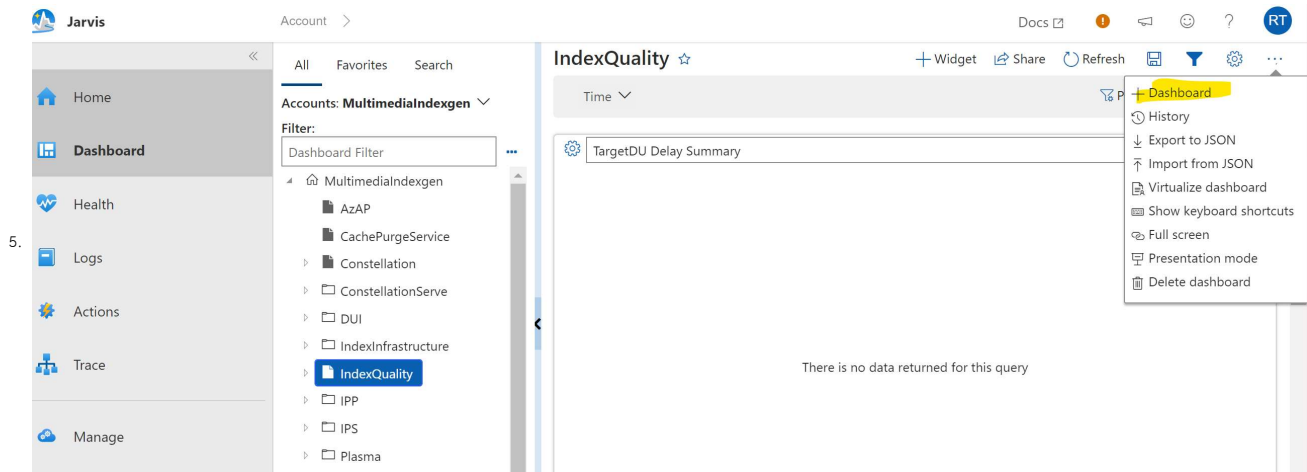 Jarvis
Account >
Docs
?
RT
«
Home
Dashboard
Health
Logs
Actions
Trace
Manage
5.
All Favorites Search
Accounts: MultimediaIndexgen
Filter:
Dashboard Filter ...
MultimediaIndexgen
AzAP
CachePurgeService
Constellation
ConstellationServe
DUI
IndexInfrastructure
IndexQuality
IPP
IPS
Plasma
IndexQuality
+ Widget Share Refresh ...
Time
P
TargetDU Delay Summary
There is no data returned for this query
+ Dashboard
History
Export to JSON
Import from JSON
Virtualize dashboard
Show keyboard shortcuts
Full screen
Presentation mode
Delete dashboard